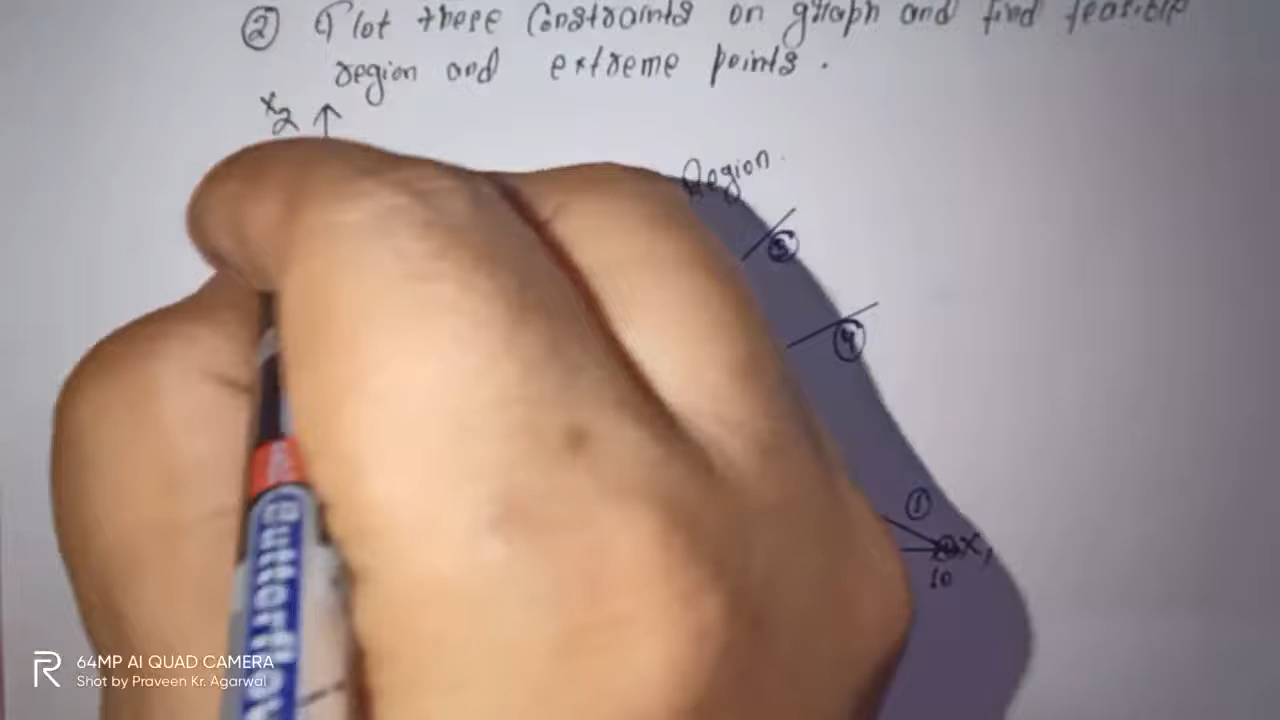 ② Plot these Constraints on graph and find feasible
region and extreme points.
x₂
Region.
③
④
①
x₁
10
Butterflow
R 64MP AI QUAD CAMERA
Shot by Praveen Kr. Agarwal